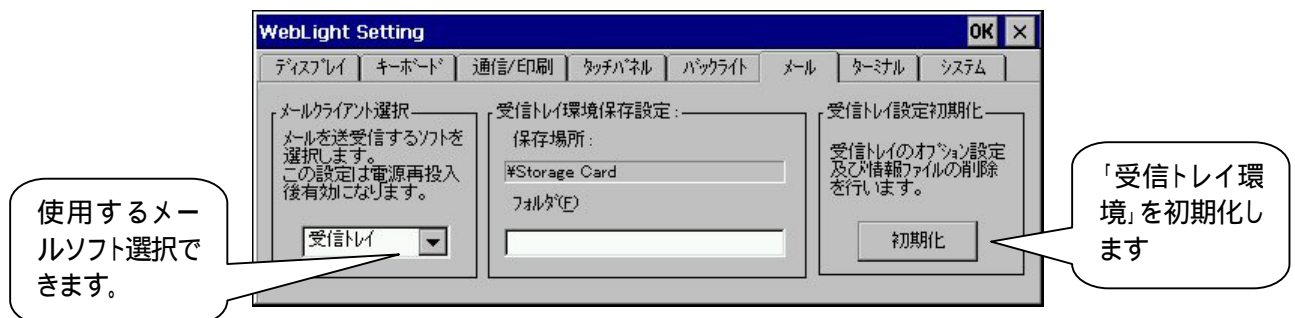 WebLight Setting
OK ×
ディスプレイ キーボード 通信/印刷 タッチパネル バックライト メール ターミナル システム
メールクライアント選択
メールを送受信するソフトを
選択します。
この設定は電源再投入
後有効になります。
受信トレイ
受信トレイ環境保存設定:
保存場所:
¥Storage Card
フォルダ(F)
受信トレイ設定初期化
受信トレイのオプション設定
及び情報ファイルの削除
を行います。
初期化
使用するメー
ルソフト選択で
きます。
「受信トレイ環
境」を初期化し
ます